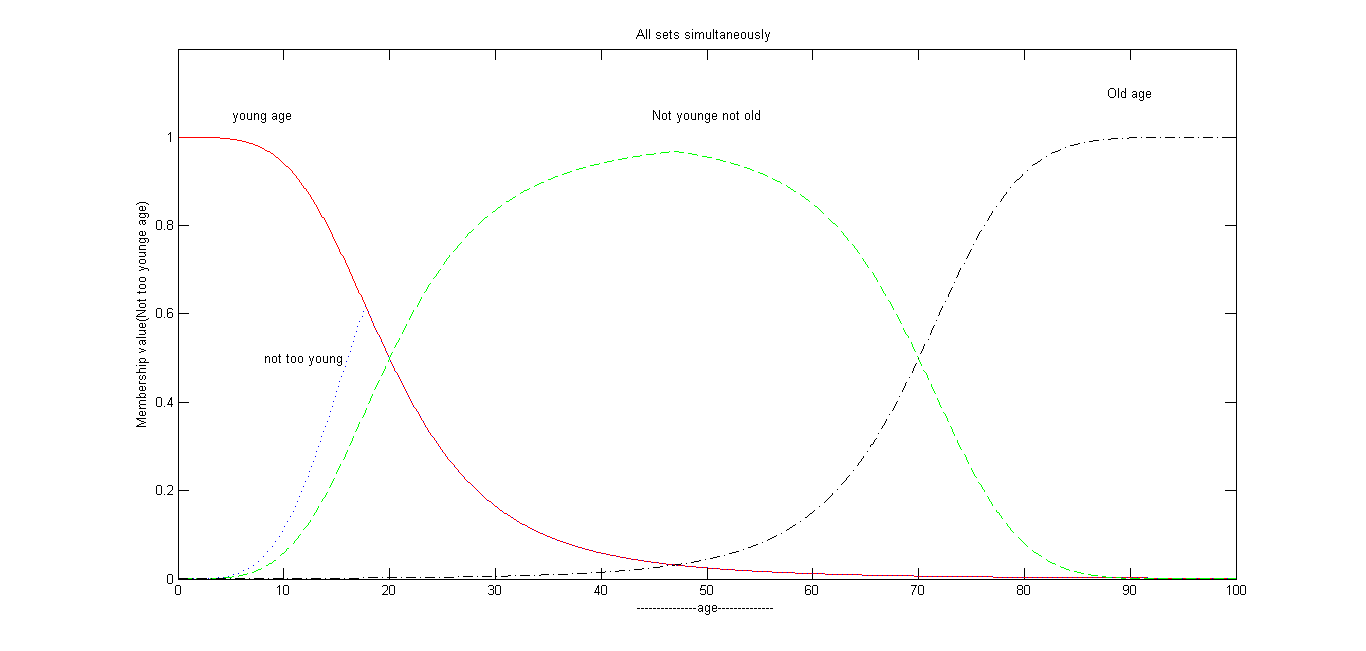 All sets simultaneously
Old age
young age
Not younge not old
1
0.8
0.6
0.4
0.2
0
not too young
Membership value(Not too younge age)
0 10 20 30 40 50 60 70 80 90 100
---------------age--------------